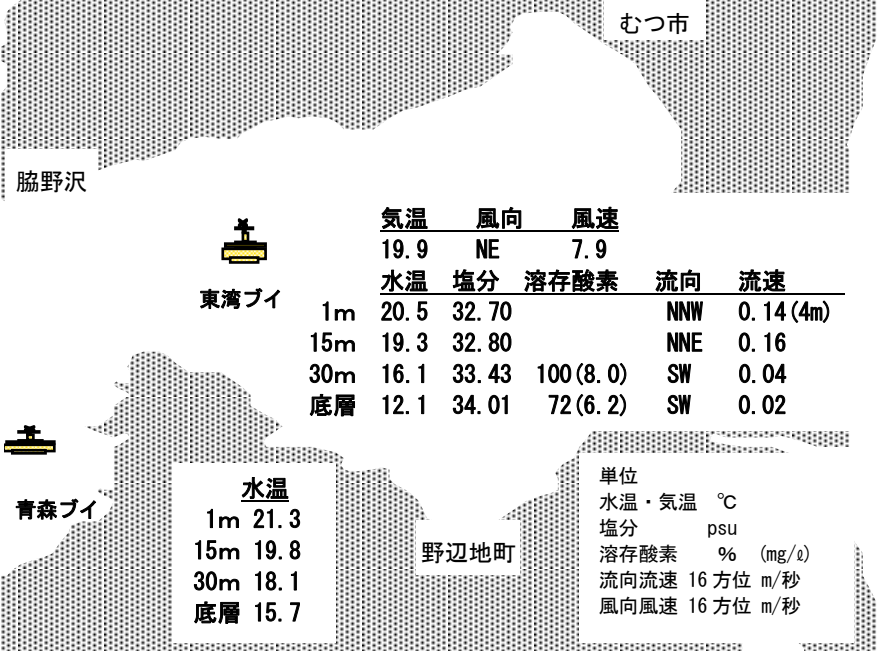 むつ市
脇野沢
気温 風向 風速
19.9 NE 7.9
水温 塩分 溶存酸素 流向 流速
1m 20.5 32.70 NNW 0.14(4m)
15m 19.3 32.80 NNE 0.16
30m 16.1 33.43 100(8.0) SW 0.04
底層 12.1 34.01 72(6.2) SW 0.02
東湾ブイ
青森ブイ
水温
1m 21.3
15m 19.8
30m 18.1
底層 15.7
野辺地町
単位
水温・気温 ℃
塩分 psu
溶存酸素 % (mg/ℓ)
流向流速 16方位 m/秒
風向風速 16方位 m/秒